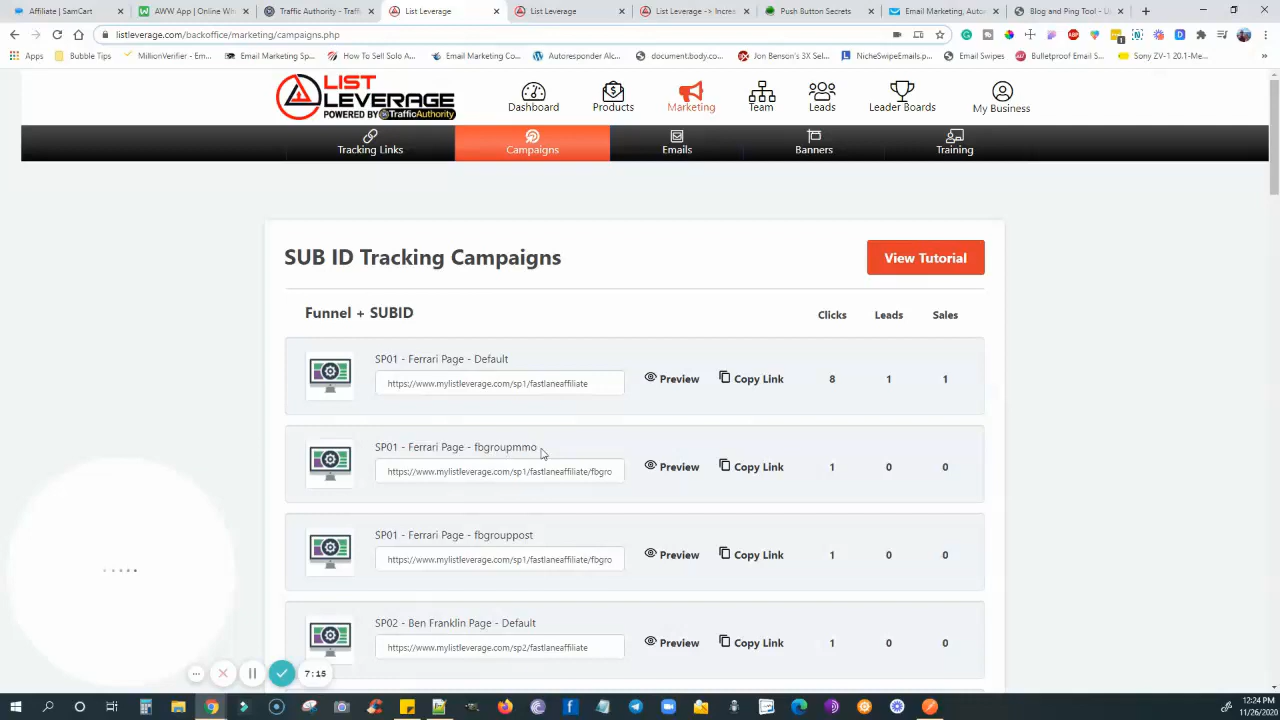 Affiliate | SamCart
AWW App | Online Wh
Traffic Authority - Traffi
List Leverage
List Leverage
List Leverage -> Incre
Push Button Secrets
Email Marketing, Auto
Blog and Ping Tool - U
listleverage.com/backoffice/marketing/campaigns.php
Apps
Bubble Tips
MillionVerifier - Em...
Email Marketing Sp...
How To Sell Solo A...
Email Marketing Co...
Autoresponder Alc...
document.body.co...
Jon Benson's 3X Sel...
NicheSwipeEmails.p...
Email Swipes
Bulletproof Email S...
Sony ZV-1 20.1-Me...
LIST
LEVERAGE
POWERED BY TrafficAuthority
Dashboard
Products
Marketing
Team
Leads
Leader Boards
My Business
Tracking Links
Campaigns
Emails
Banners
Training
SUB ID Tracking Campaigns
View Tutorial
Funnel + SUBID
Clicks
Leads
Sales
SP01 - Ferrari Page - Default
https://www.mylistleverage.com/sp1/fastlaneaffiliate
Preview
Copy Link
8
1
1
SP01 - Ferrari Page - fbgroupmmo
https://www.mylistleverage.com/sp1/fastlaneaffiliate/fbgro
Preview
Copy Link
1
0
0
SP01 - Ferrari Page - fbgrouppost
https://www.mylistleverage.com/sp1/fastlaneaffiliate/fbgro
Preview
Copy Link
1
0
0
SP02 - Ben Franklin Page - Default
https://www.mylistleverage.com/sp2/fastlaneaffiliate
Preview
Copy Link
1
0
0
7:15
12:24 PM
11/26/2020